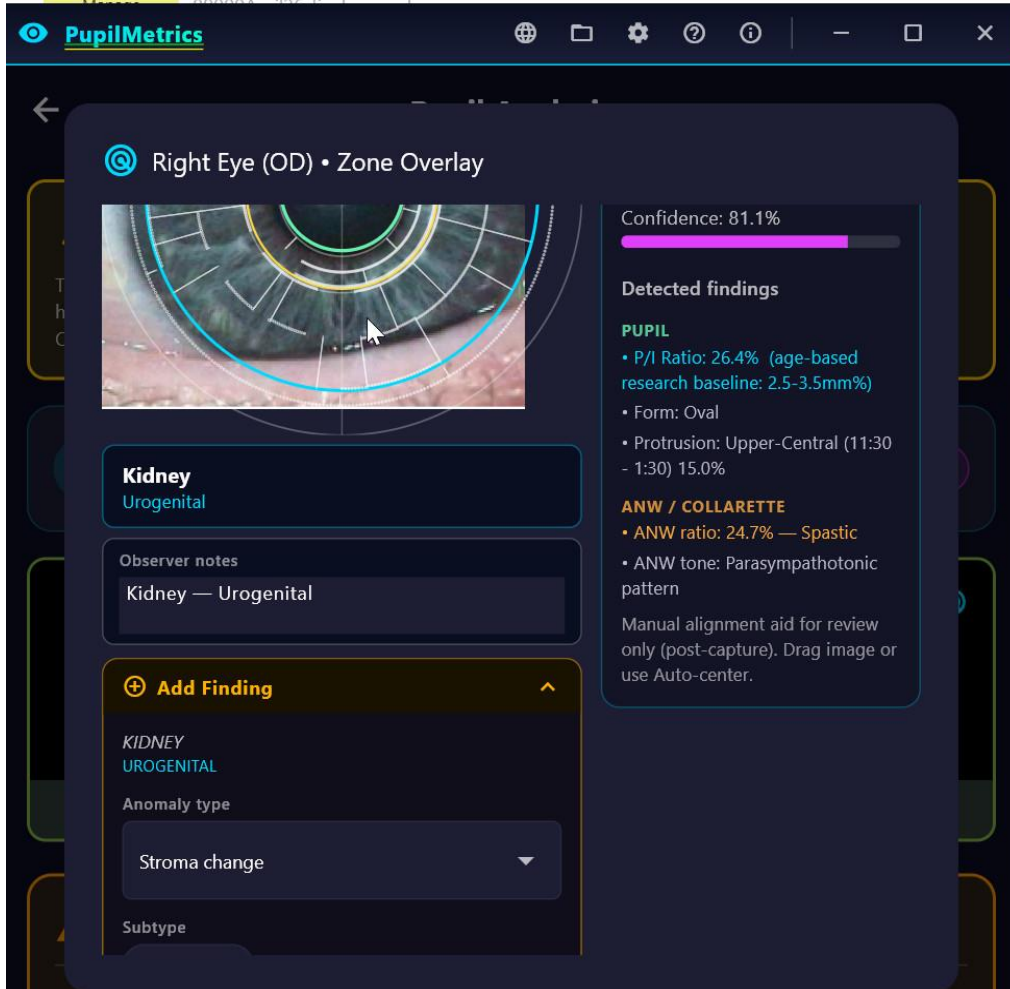 PupilMetrics
Right Eye (OD) • Zone Overlay
Kidney
Urogenital
Observer notes
Kidney — Urogenital
Add Finding
KIDNEY
UROGENITAL
Anomaly type
Stroma change
Subtype
Confidence: 81.1%
Detected findings
PUPIL
• P/I Ratio: 26.4% (age-based
research baseline: 2.5-3.5mm%)
• Form: Oval
• Protrusion: Upper-Central (11:30
- 1:30) 15.0%
ANW / COLLARETTE
• ANW ratio: 24.7% — Spastic
• ANW tone: Parasympathotonic
pattern
Manual alignment aid for review
only (post-capture). Drag image or
use Auto-center.